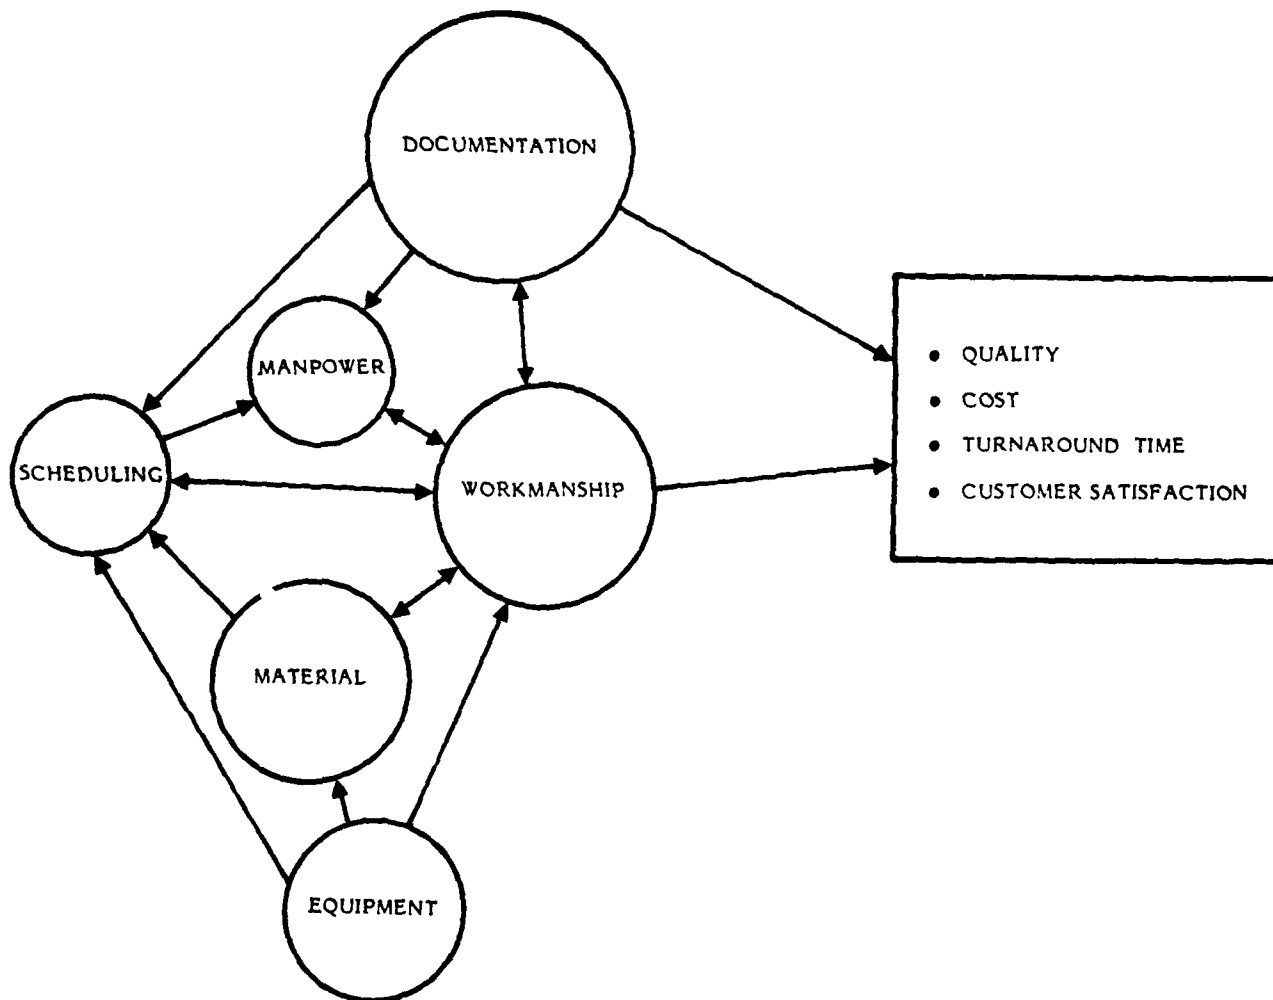 DOCUMENTATION
MANPOWER
SCHEDULING
WORKMANSHIP
MATERIAL
EQUIPMENT
• QUALITY
• COST
• TURNAROUND TIME
• CUSTOMER SATISFACTION